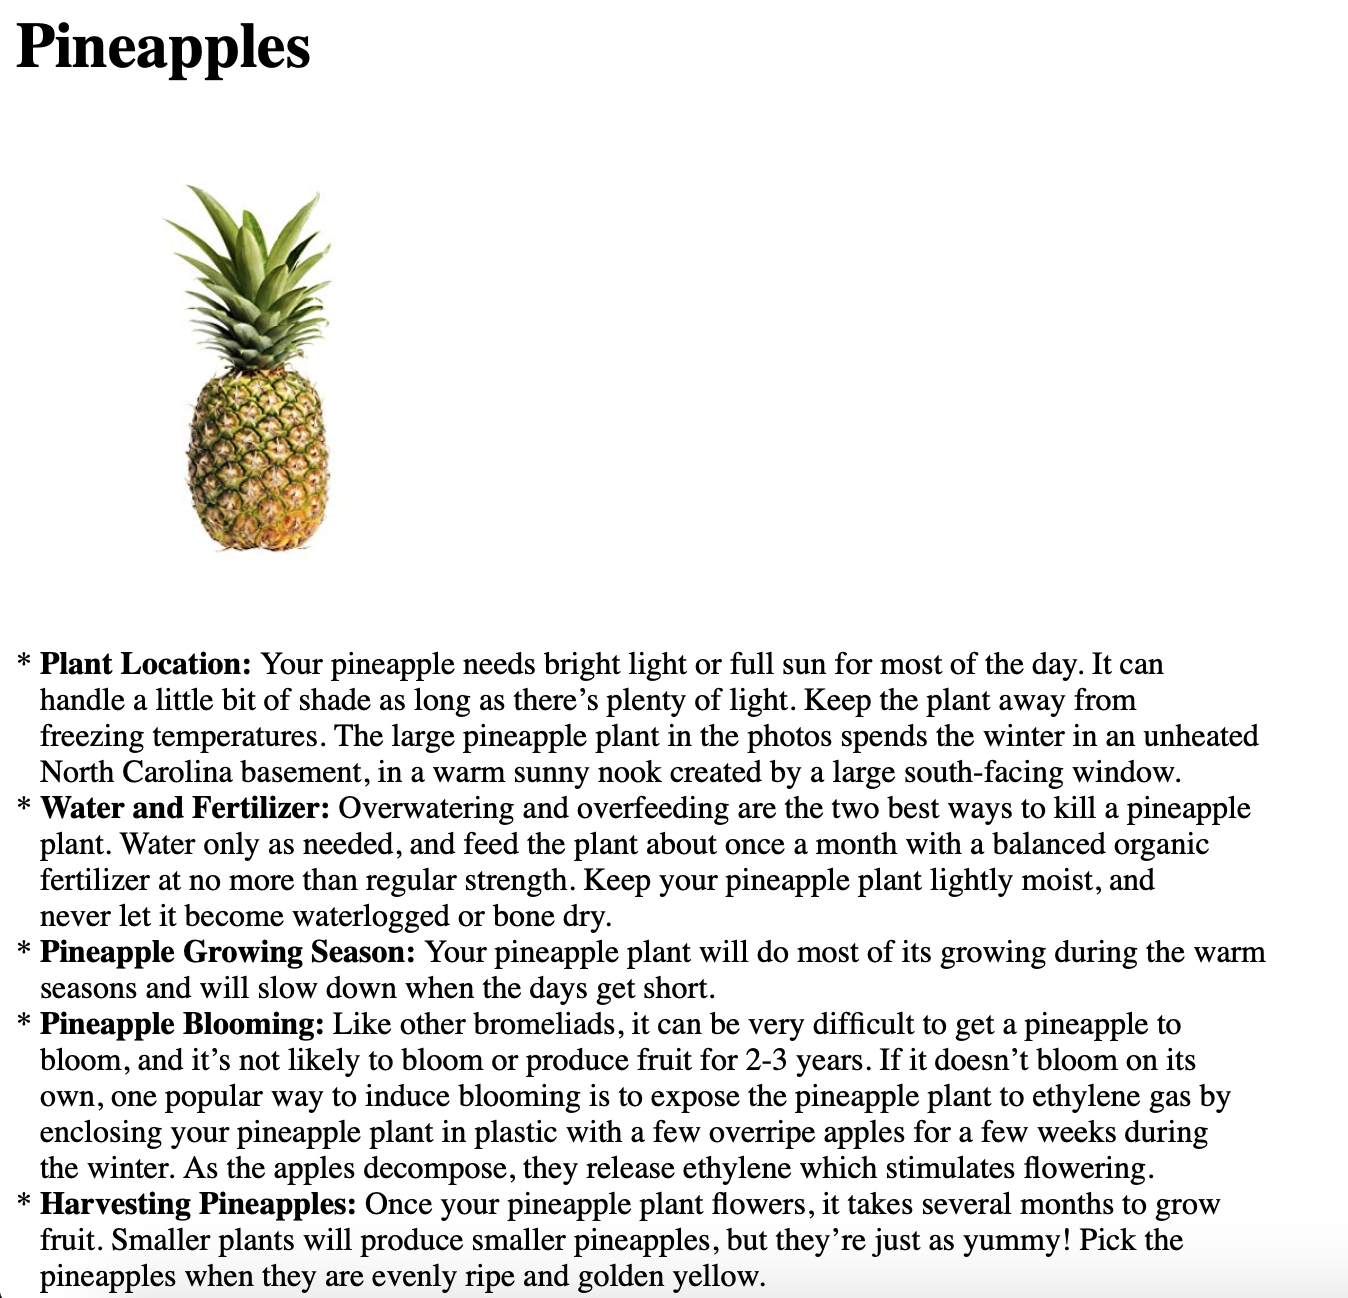 Pineapples
* Plant Location: Your pineapple needs bright light or full sun for most of the day. It can
handle a little bit of shade as long as there’s plenty of light. Keep the plant away from
freezing temperatures. The large pineapple plant in the photos spends the winter in an unheated
North Carolina basement, in a warm sunny nook created by a large south-facing window.
* Water and Fertilizer: Overwatering and overfeeding are the two best ways to kill a pineapple
plant. Water only as needed, and feed the plant about once a month with a balanced organic
fertilizer at no more than regular strength. Keep your pineapple plant lightly moist, and
never let it become waterlogged or bone dry.
* Pineapple Growing Season: Your pineapple plant will do most of its growing during the warm
seasons and will slow down when the days get short.
* Pineapple Blooming: Like other bromeliads, it can be very difficult to get a pineapple to
bloom, and it’s not likely to bloom or produce fruit for 2-3 years. If it doesn’t bloom on its
own, one popular way to induce blooming is to expose the pineapple plant to ethylene gas by
enclosing your pineapple plant in plastic with a few overripe apples for a few weeks during
the winter. As the apples decompose, they release ethylene which stimulates flowering.
* Harvesting Pineapples: Once your pineapple plant flowers, it takes several months to grow
fruit. Smaller plants will produce smaller pineapples, but they’re just as yummy! Pick the
pineapples when they are evenly ripe and golden yellow.